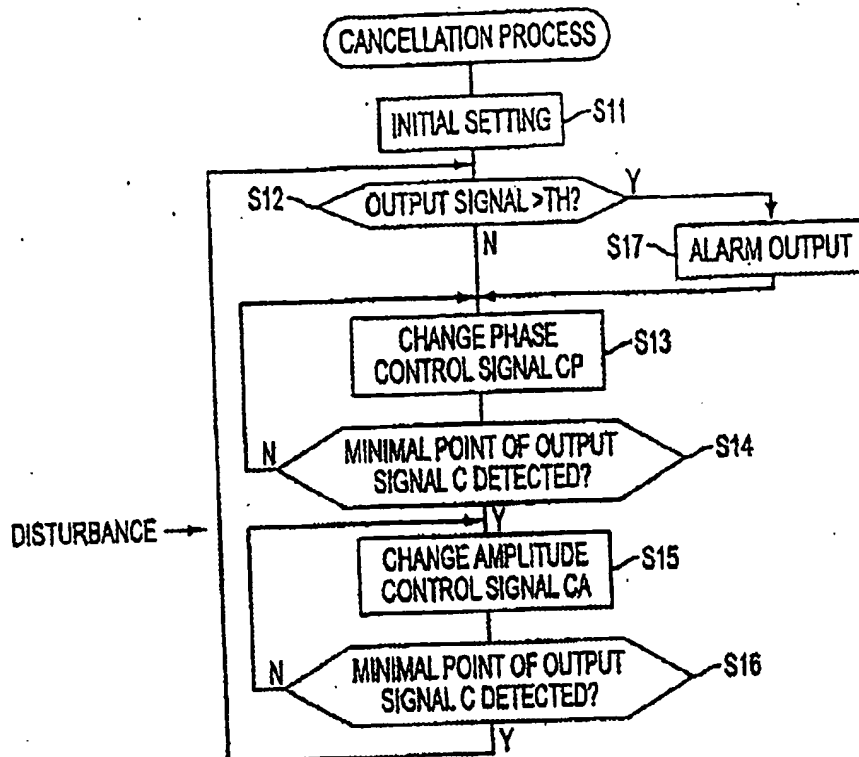 CANCELLATION PROCESS
INITIAL SETTING
S11
S12
OUTPUT SIGNAL >TH?
Y
N
S17
ALARM OUTPUT
CHANGE PHASE
CONTROL SIGNAL CP
S13
N
MINIMAL POINT OF OUTPUT
SIGNAL C DETECTED?
S14
Y
DISTURBANCE
CHANGE AMPLITUDE
CONTROL SIGNAL CA
S15
N
MINIMAL POINT OF OUTPUT
SIGNAL C DETECTED?
S16
Y